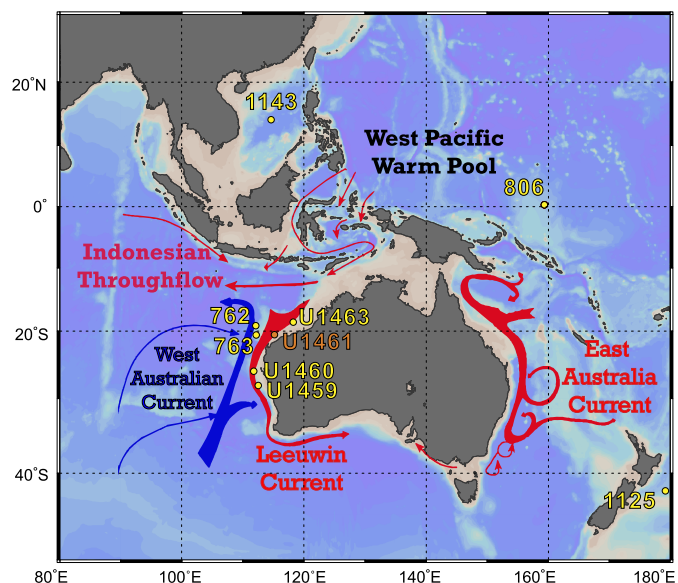 20°N
1143
West Pacific
Warm Pool
806
0°
Indonesian
Throughflow
762
U1463
20°S
763
U1461
West
Australian
Current
East
Australia
Current
U1460
U1459
Leeuwin
Current
40°S
1125
80°E
100°E
120°E
140°E
160°E
180°E